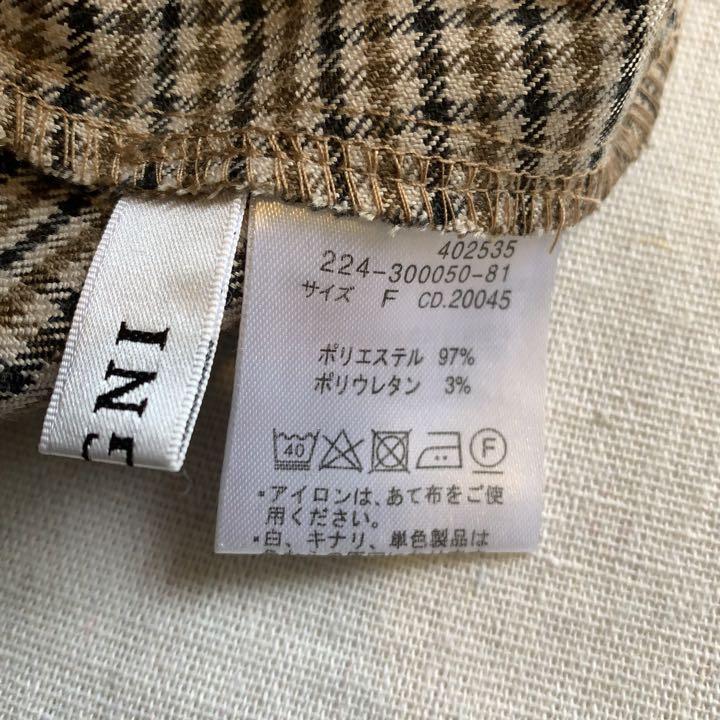 INGNI
402535
224-300050-81
サイズ F CD.20045
ポリエステル 97%
ポリウレタン 3%
40
F
*アイロンは、あて布をご使
用ください。
*白、キナリ、単色製品は